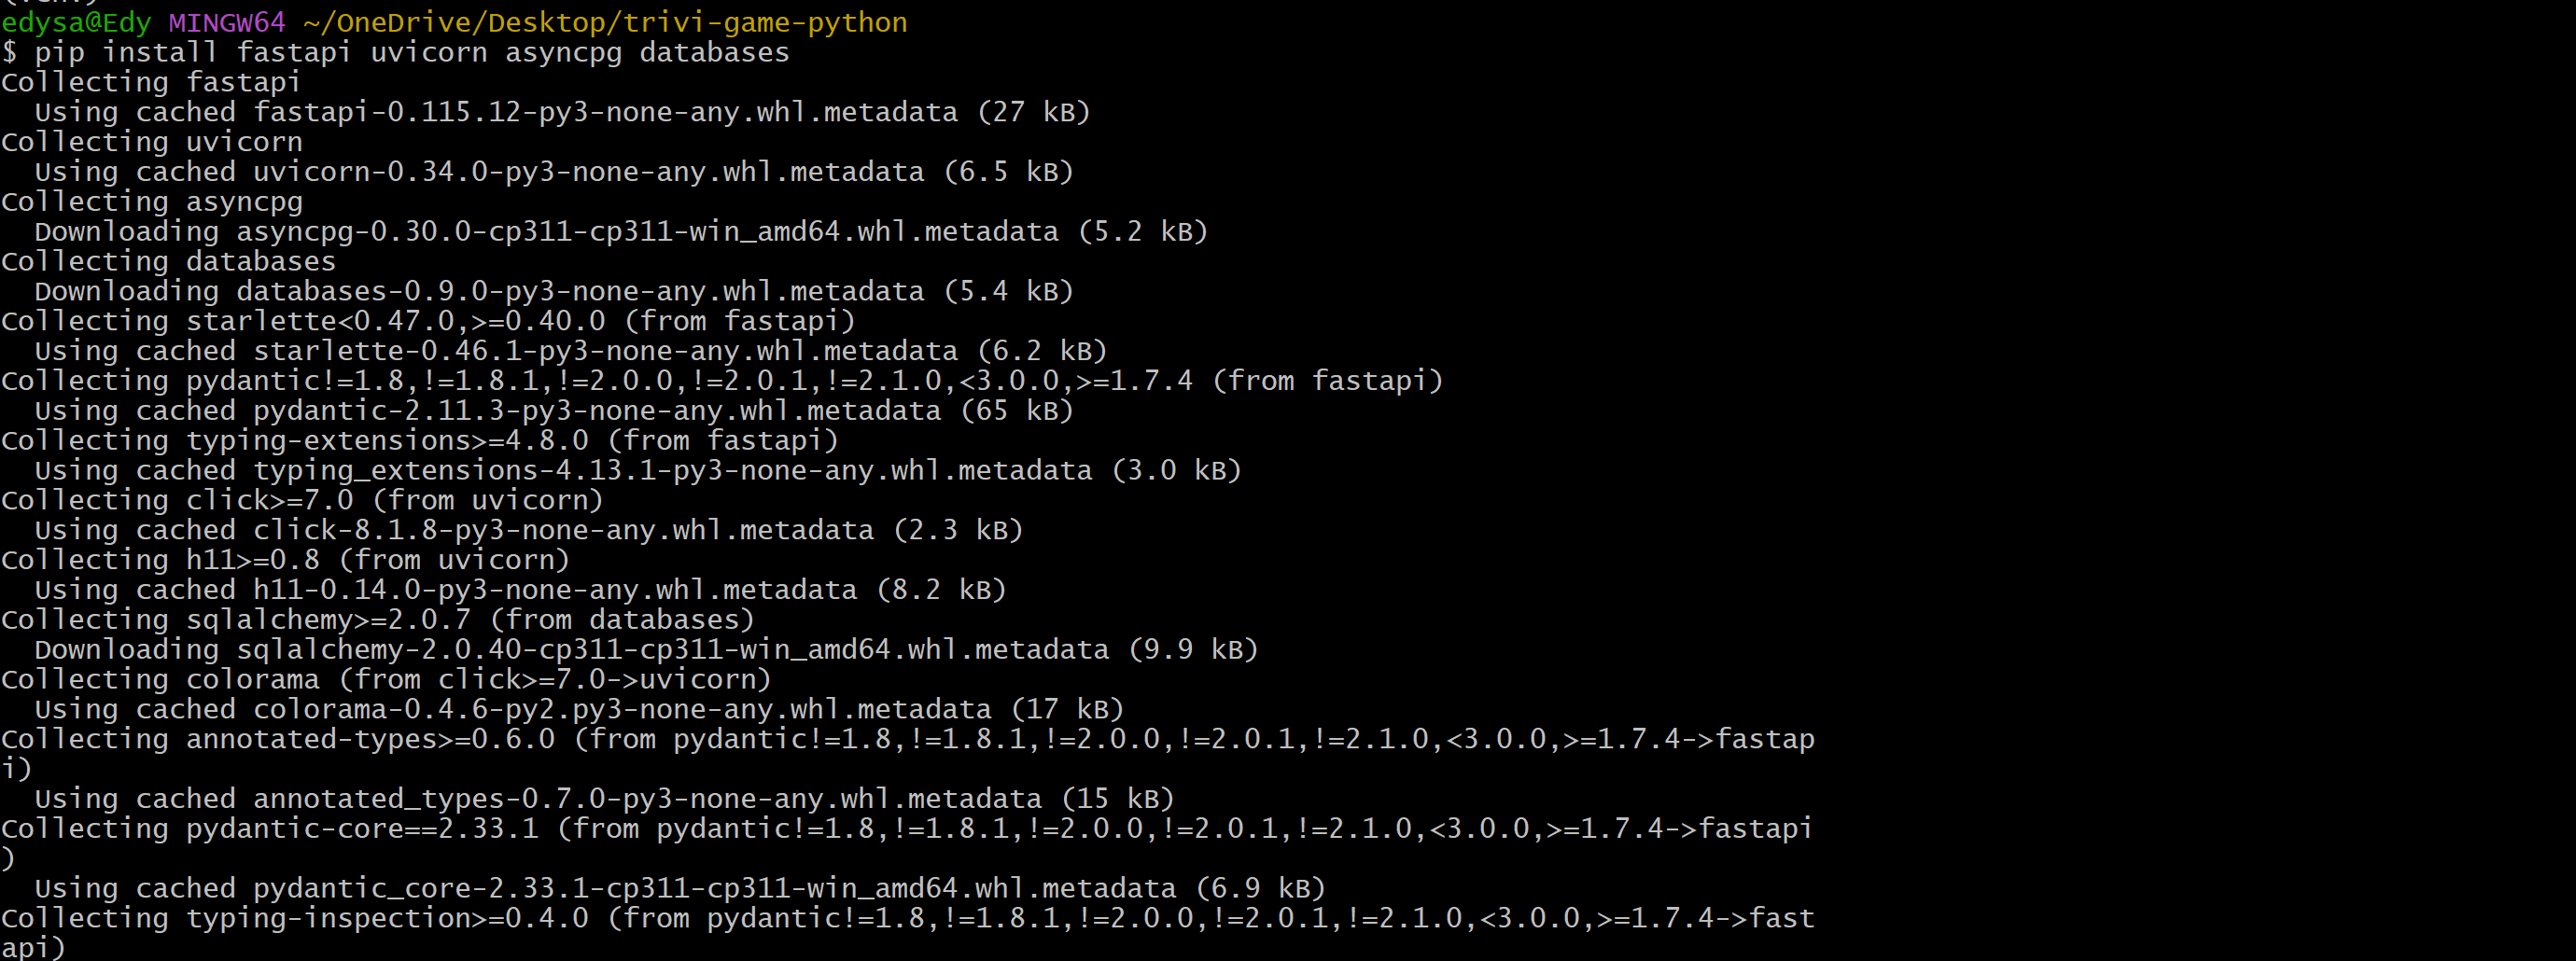 edysa@Edy MINGW64 ~/OneDrive/Desktop/trivi-game-python
$ pip install fastapi uvicorn asyncpg databases
Collecting fastapi
  Using cached fastapi-0.115.12-py3-none-any.whl.metadata (27 kB)
Collecting uvicorn
  Using cached uvicorn-0.34.0-py3-none-any.whl.metadata (6.5 kB)
Collecting asyncpg
  Downloading asyncpg-0.30.0-cp311-cp311-win_amd64.whl.metadata (5.2 kB)
Collecting databases
  Downloading databases-0.9.0-py3-none-any.whl.metadata (5.4 kB)
Collecting starlette<0.47.0,>=0.40.0 (from fastapi)
  Using cached starlette-0.46.1-py3-none-any.whl.metadata (6.2 kB)
Collecting pydantic!=1.8,!=1.8.1,!=2.0.0,!=2.0.1,!=2.1.0,<3.0.0,>=1.7.4 (from fastapi)
  Using cached pydantic-2.11.3-py3-none-any.whl.metadata (65 kB)
Collecting typing-extensions>=4.8.0 (from fastapi)
  Using cached typing_extensions-4.13.1-py3-none-any.whl.metadata (3.0 kB)
Collecting click>=7.0 (from uvicorn)
  Using cached click-8.1.8-py3-none-any.whl.metadata (2.3 kB)
Collecting h11>=0.8 (from uvicorn)
  Using cached h11-0.14.0-py3-none-any.whl.metadata (8.2 kB)
Collecting sqlalchemy>=2.0.7 (from databases)
  Downloading sqlalchemy-2.0.40-cp311-cp311-win_amd64.whl.metadata (9.9 kB)
Collecting colorama (from click>=7.0->uvicorn)
  Using cached colorama-0.4.6-py2.py3-none-any.whl.metadata (17 kB)
Collecting annotated-types>=0.6.0 (from pydantic!=1.8,!=1.8.1,!=2.0.0,!=2.0.1,!=2.1.0,<3.0.0,>=1.7.4->fastap
i)
  Using cached annotated_types-0.7.0-py3-none-any.whl.metadata (15 kB)
Collecting pydantic-core==2.33.1 (from pydantic!=1.8,!=1.8.1,!=2.0.0,!=2.0.1,!=2.1.0,<3.0.0,>=1.7.4->fastapi
)
  Using cached pydantic_core-2.33.1-cp311-cp311-win_amd64.whl.metadata (6.9 kB)
Collecting typing-inspection>=0.4.0 (from pydantic!=1.8,!=1.8.1,!=2.0.0,!=2.0.1,!=2.1.0,<3.0.0,>=1.7.4->fast
api)